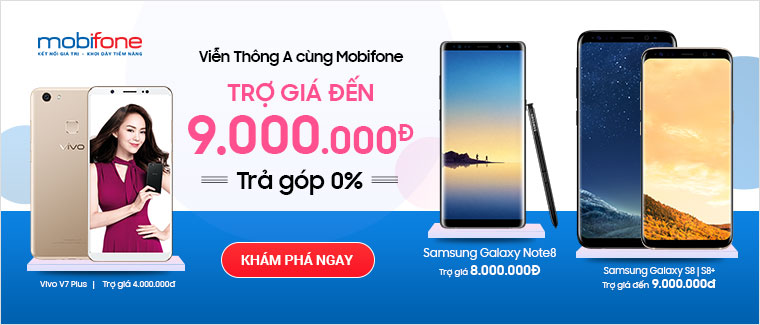 mobifone
KẾT NỐI GIÁ TRỊ - KHƠI DẬY TIỀM NĂNG
Viễn Thông A cùng Mobifone
TRỢ GIÁ ĐẾN
9.000.000Đ
Trả góp 0%
KHÁM PHÁ NGAY
vivo
Vivo V7 Plus | Trợ giá 4.000.000đ
Samsung Galaxy Note8
Trợ giá 8.000.000Đ
Samsung Galaxy S8 | S8+
Trợ giá đến 9.000.000đ